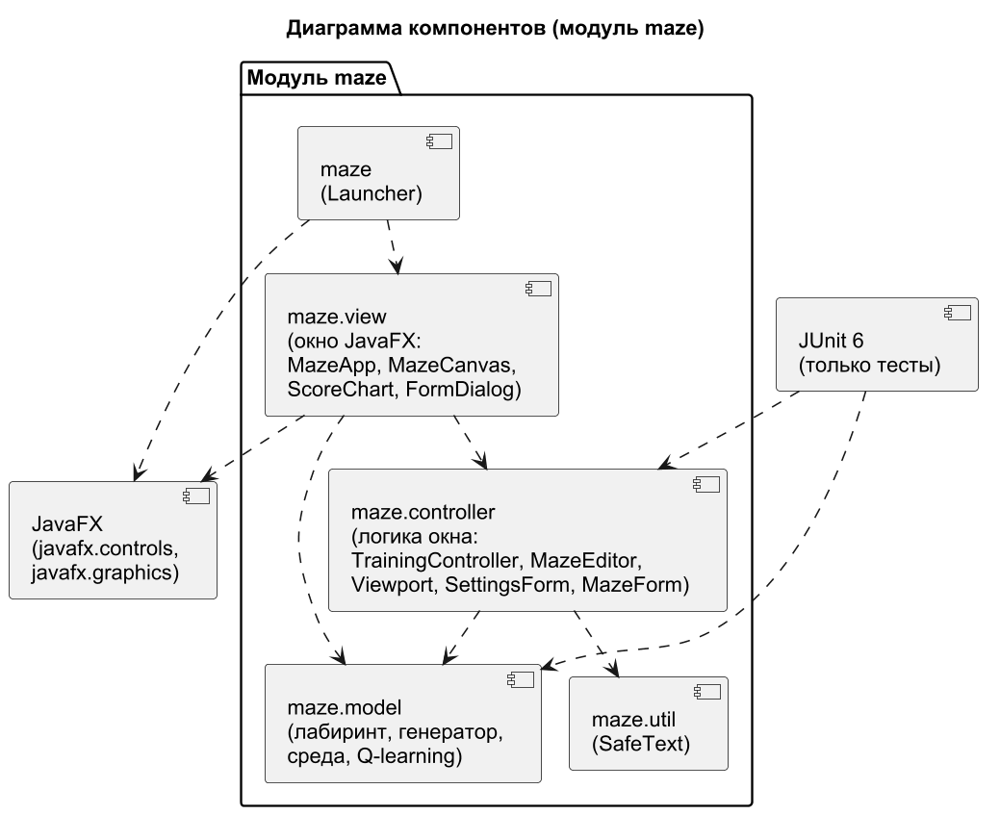 Диаграмма компонентов (модуль maze)
Модуль maze
maze
(Launcher)
maze.view
(окно JavaFX:
MazeApp, MazeCanvas,
ScoreChart, FormDialog)
JUnit 6
(только тесты)
JavaFX
(javafx.controls,
javafx.graphics)
maze.controller
(логика окна:
TrainingController, MazeEditor,
Viewport, SettingsForm, MazeForm)
maze.model
(лабиринт, генератор,
среда, Q-learning)
maze.util
(SafeText)